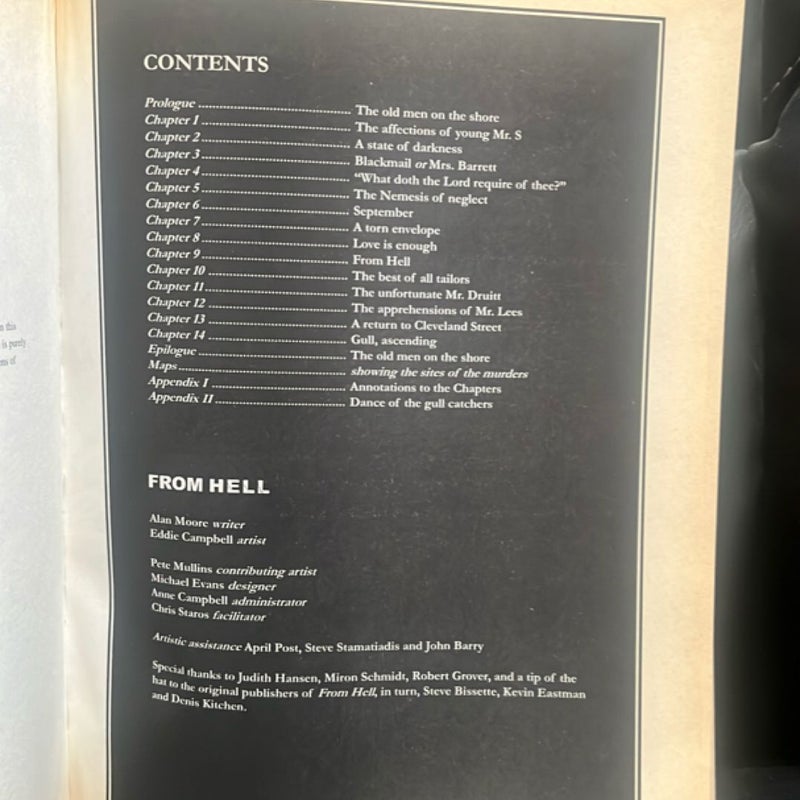 n this
is purely
ns of
CONTENTS
Prologue ............................................. The old men on the shore
Chapter 1 ............................................. The affections of young Mr. S
Chapter 2 ............................................. A state of darkness
Chapter 3 ............................................. Blackmail or Mrs. Barrett
Chapter 4 ............................................. “What doth the Lord require of thee?”
Chapter 5 ............................................. The Nemesis of neglect
Chapter 6 ............................................. September
Chapter 7 ............................................. A torn envelope
Chapter 8 ............................................. Love is enough
Chapter 9 ............................................. From Hell
Chapter 10 ............................................. The best of all tailors
Chapter 11 ............................................. The unfortunate Mr. Druitt
Chapter 12 ............................................. The apprehensions of Mr. Lees
Chapter 13 ............................................. A return to Cleveland Street
Chapter 14 ............................................. Gull, ascending
Epilogue ............................................. The old men on the shore
Maps ............................................. showing the sites of the murders
Appendix I ............................................. Annotations to the Chapters
Appendix II ............................................. Dance of the gull catchers
FROM HELL
Alan Moore writer
Eddie Campbell artist
Pete Mullins contributing artist
Michael Evans designer
Anne Campbell administrator
Chris Staros facilitator
Artistic assistance April Post, Steve Stamatiadis and John Barry
Special thanks to Judith Hansen, Miron Schmidt, Robert Grover, and a tip of the
hat to the original publishers of From Hell, in turn, Steve Bissette, Kevin Eastman
and Denis Kitchen.